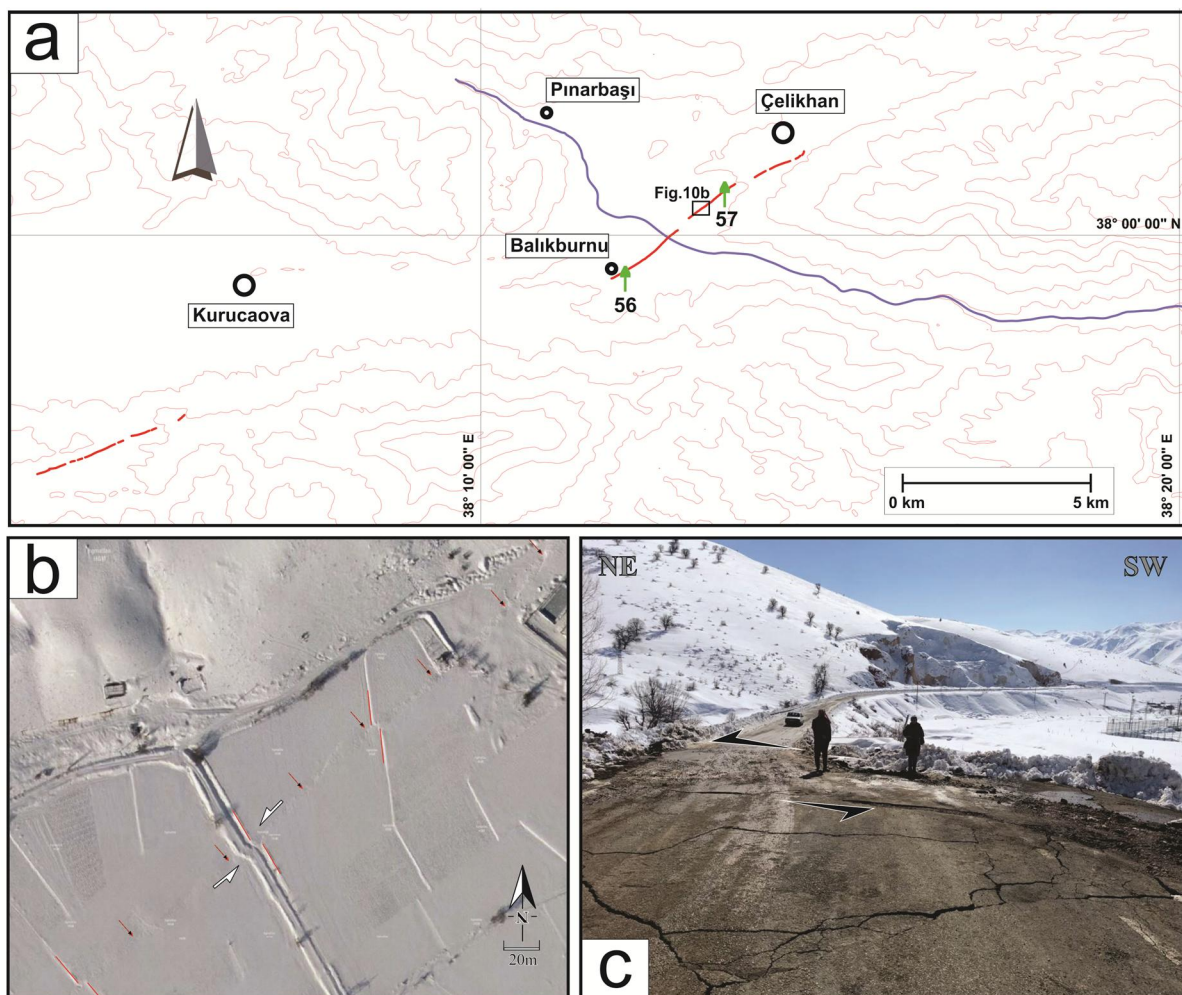 a
Pınarbaşı
Çelikhan
Fig.10b
57
38° 00' 00" N
Balıkburnu
56
Kurucaova
38° 10' 00" E
38° 20' 00" E
0 km
5 km
b
N
20m
NE
SW
c